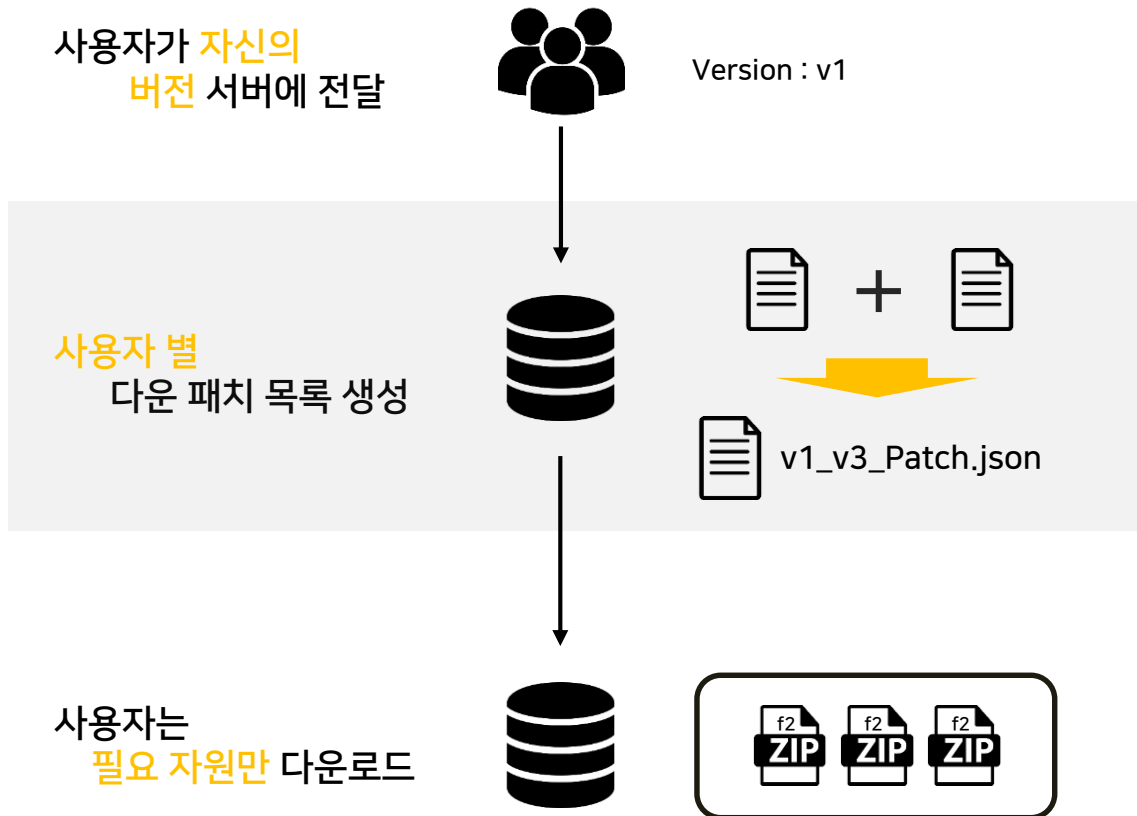 사용자가 자신의
버전 서버에 전달
Version : v1
사용자 별
다운 패치 목록 생성
v1_v3_Patch.json
사용자는
필요 자원만 다운로드
f2 f2 f2
ZIP ZIP ZIP